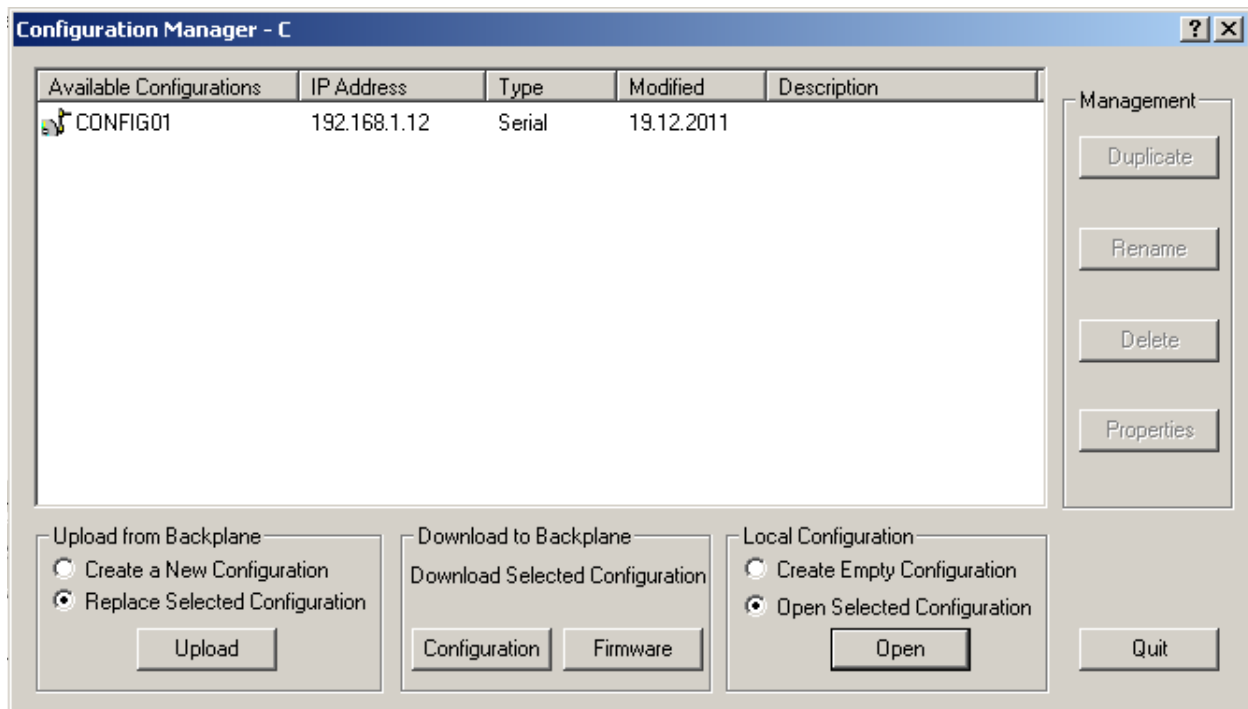 Configuration Manager - C
Available Configurations IP Address Type Modified Description
CONFIG01 192.168.1.12 Serial 19.12.2011
Management
Duplicate
Rename
Delete
Properties
Upload from Backplane
Create a New Configuration
Replace Selected Configuration
Upload
Download to Backplane
Download Selected Configuration
Configuration Firmware
Local Configuration
Create Empty Configuration
Open Selected Configuration
Open
Quit